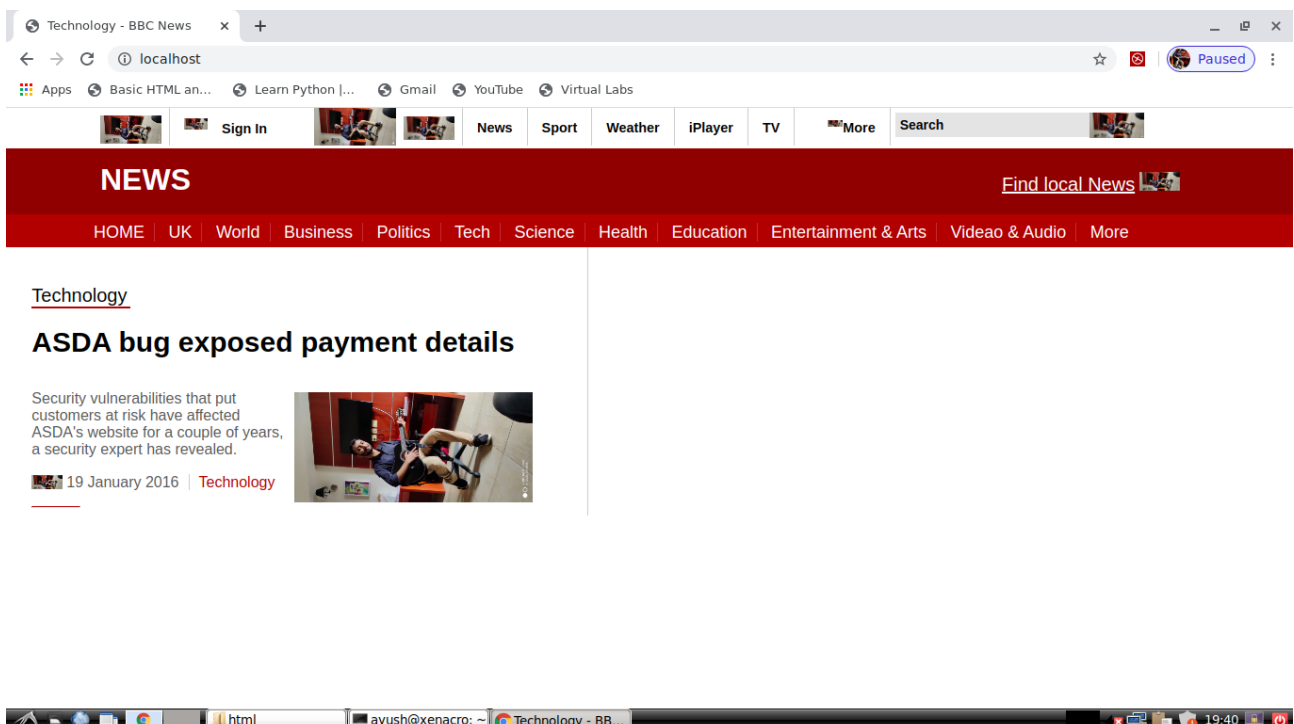 Technology - BBC News
localhost
Paused
Apps Basic HTML an... Learn Python |... Gmail YouTube Virtual Labs
Sign In News Sport Weather iPlayer TV More Search
NEWS
Find local News
HOME UK World Business Politics Tech Science Health Education Entertainment & Arts Videao & Audio More
Technology
ASDA bug exposed payment details
Security vulnerabilities that put
customers at risk have affected
ASDA's website for a couple of years,
a security expert has revealed.
19 January 2016 Technology
html ayush@xenacro: ~ Technology - BB... 19:40